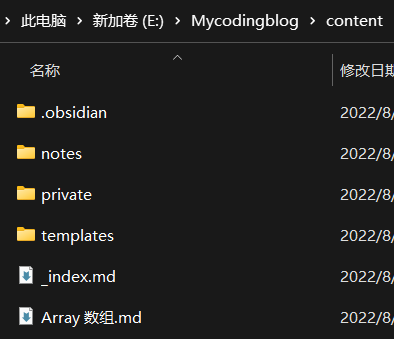 此电脑 新加卷 (E:) Mycodingblog content
名称 修改日期
.obsidian 2022/8/
notes 2022/8/
private 2022/8/
templates 2022/8/
_index.md 2022/8/
Array 数组.md 2022/8/